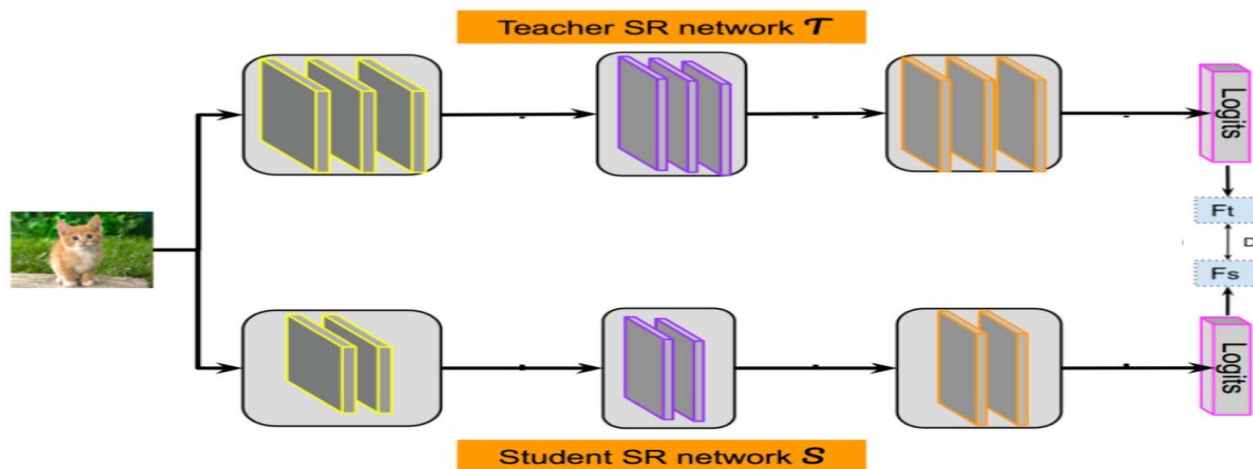 Teacher SR network 𝒯
Logits
Ft
D
Fs
Logits
Student SR network 𝒮